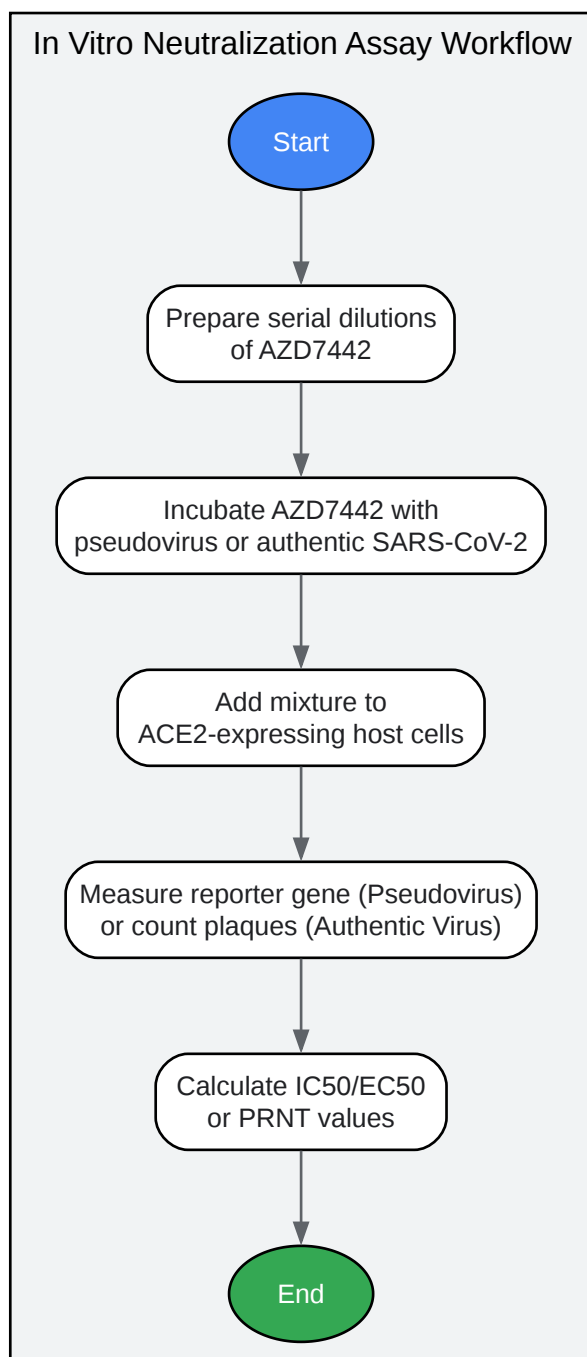 In Vitro Neutralization Assay Workflow
Start
Prepare serial dilutions
of AZD7442
Incubate AZD7442 with
pseudovirus or authentic SARS-CoV-2
Add mixture to
ACE2-expressing host cells
Measure reporter gene (Pseudovirus)
or count plaques (Authentic Virus)
Calculate IC50/EC50
or PRNT values
End